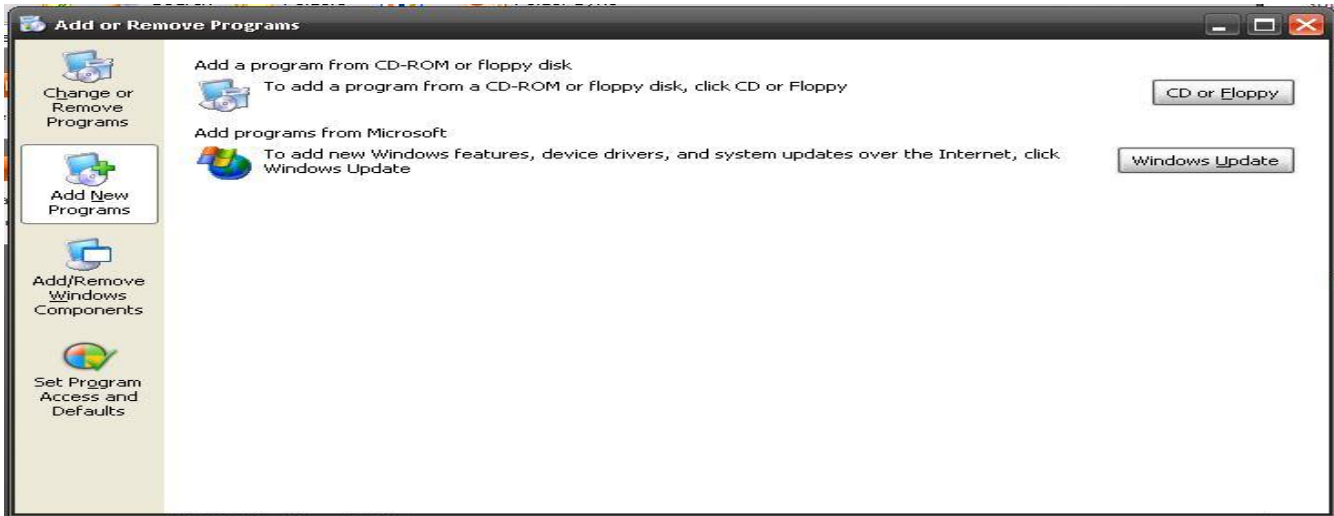 Add or Remove Programs
Change or
Remove
Programs
Add New
Programs
Add/Remove
Windows
Components
Set Program
Access and
Defaults
Add a program from CD-ROM or floppy disk
To add a program from a CD-ROM or floppy disk, click CD or Floppy
CD or Floppy
Add programs from Microsoft
To add new Windows features, device drivers, and system updates over the Internet, click
Windows Update
Windows Update